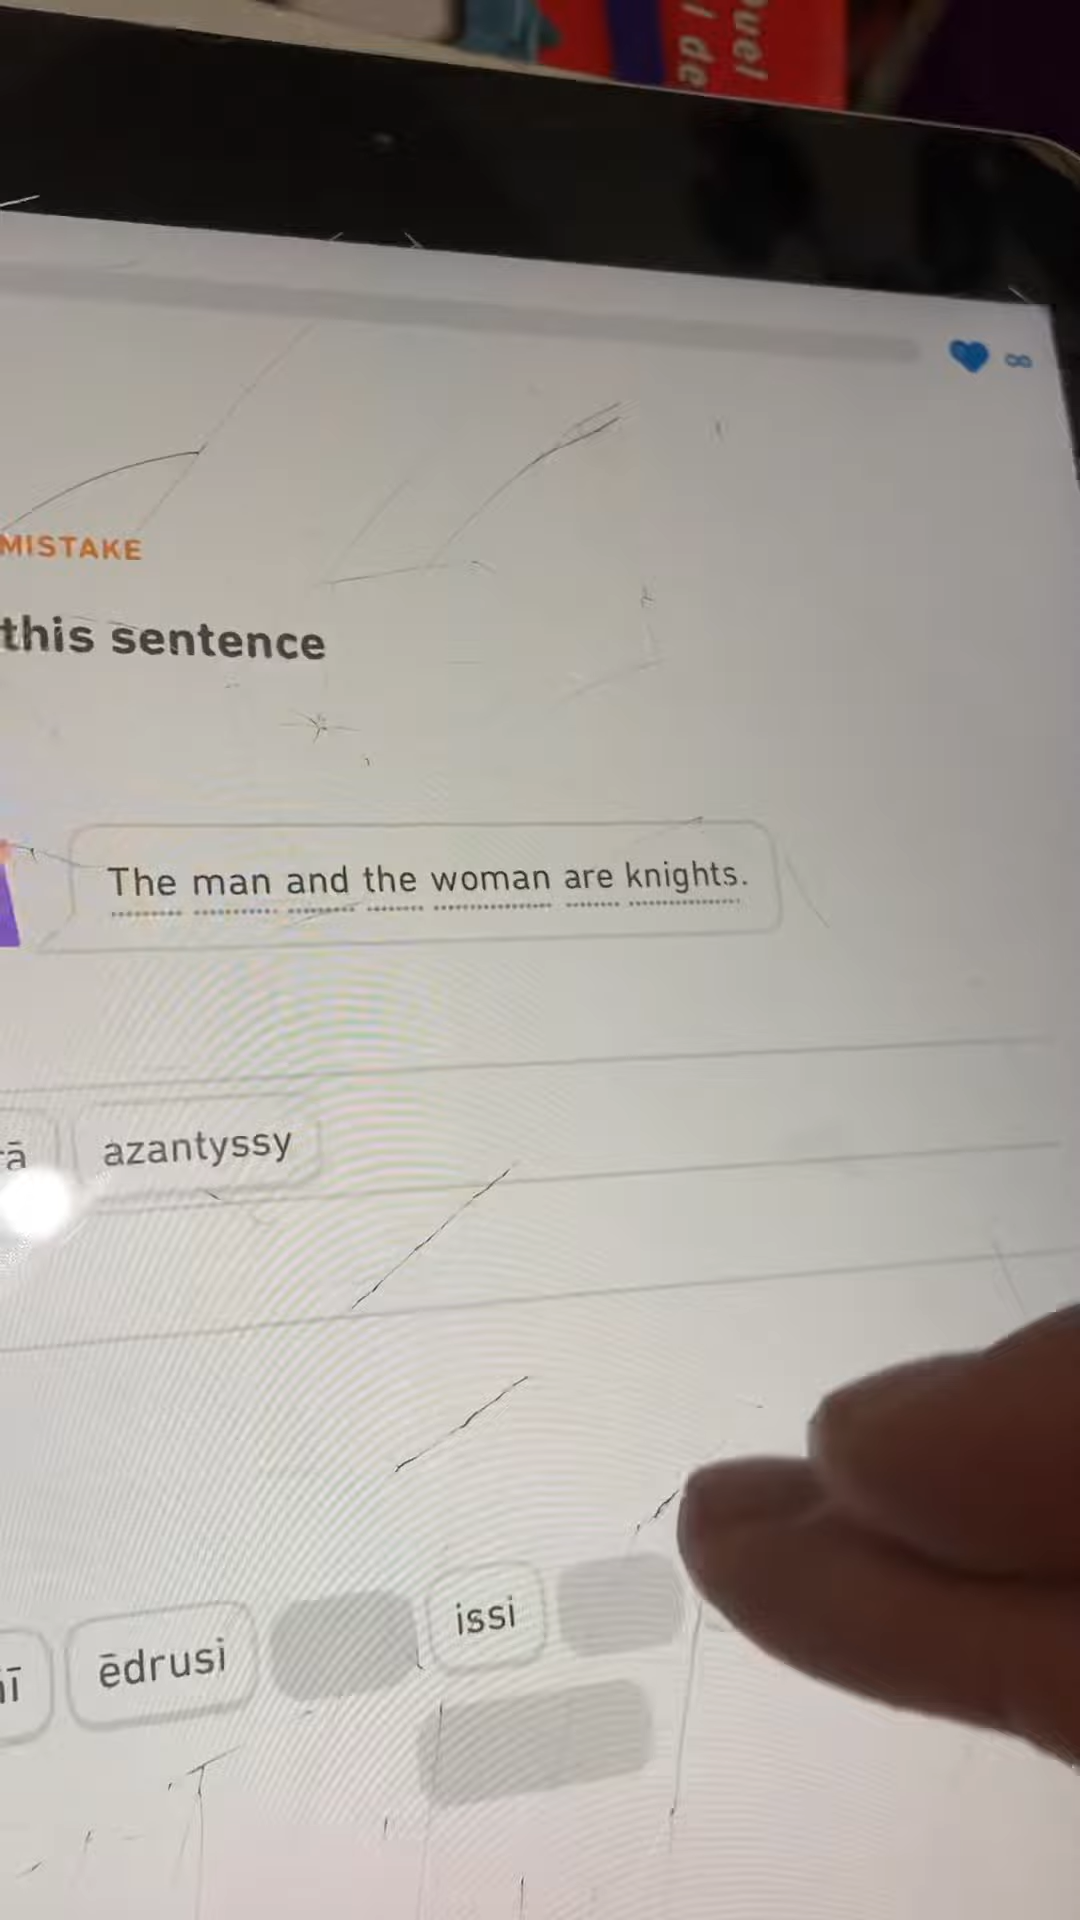 MISTAKE
this sentence
The man and the woman are knights.
azantyssy
ēdrusi
issi